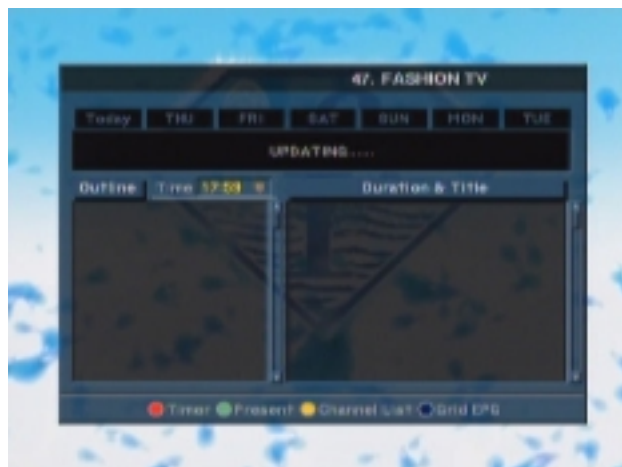 47. FASHION TV
Today THU FRI SAT SUN MON TUE
UPDATING....
Outline Time 17:59 Duration & Title
Timer Present Channel List Grid EPG